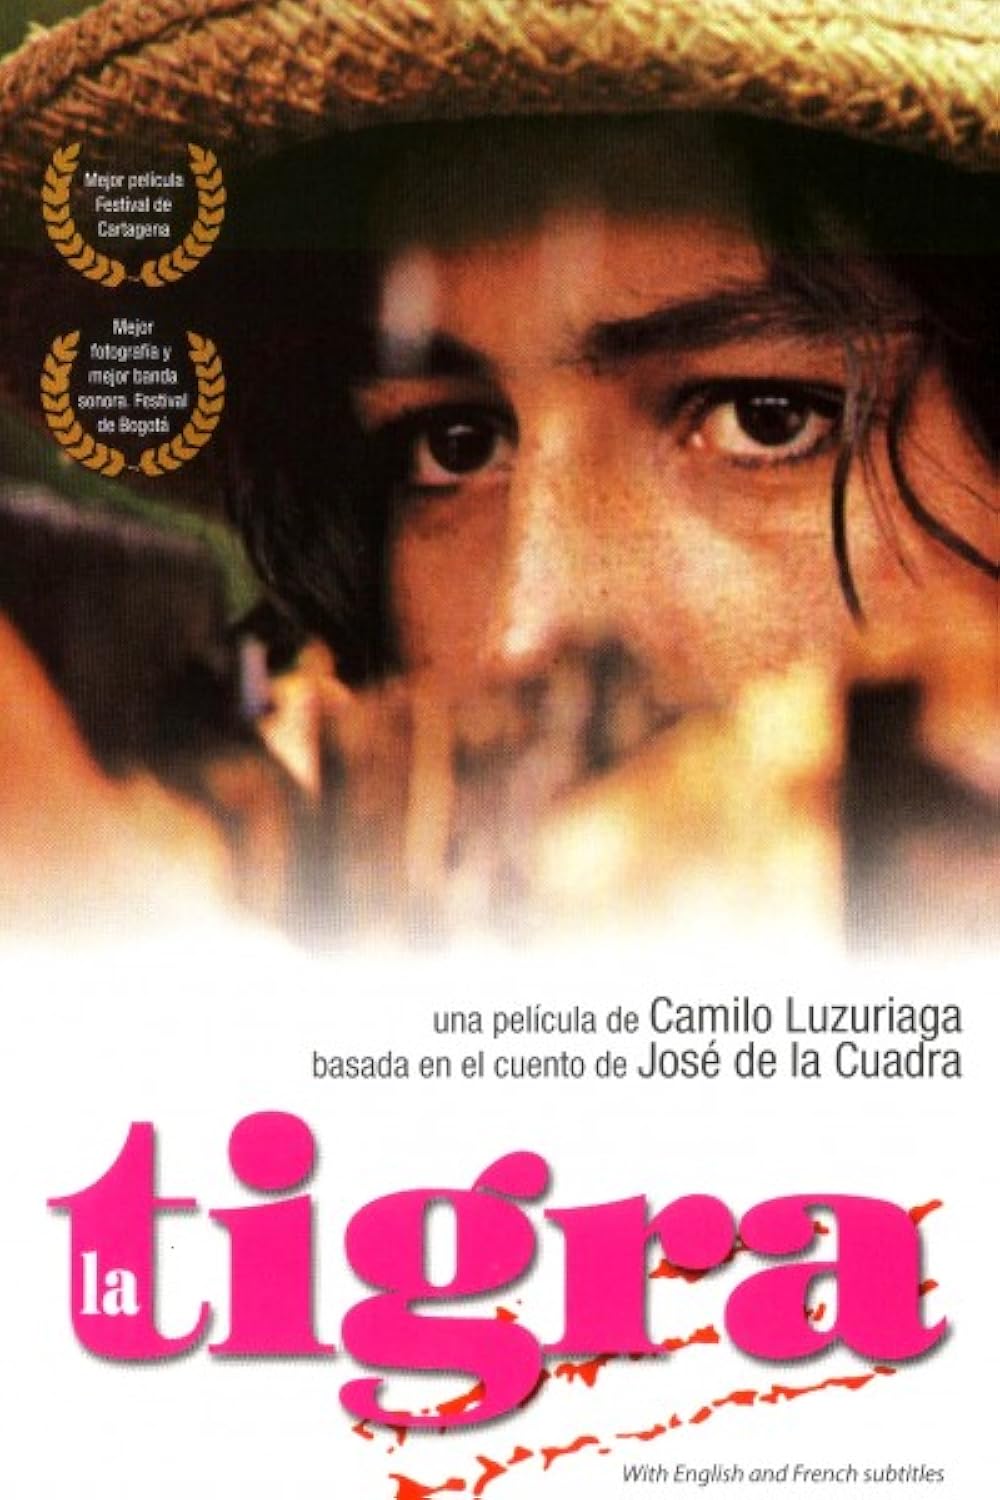 Mejor película
Festival de
Cartagena
Mejor
fotografía y
mejor banda
sonora. Festival
de Bogotá
una película de Camilo Luzuriaga
basada en el cuento de José de la Cuadra
la tigra
With English and French subtitles